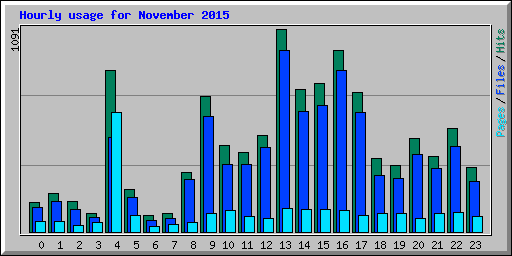 Hourly usage for November 2015
1091
Pages / Files / Hits
0 1 2 3 4 5 6 7 8 9 10 11 12 13 14 15 16 17 18 19 20 21 22 23